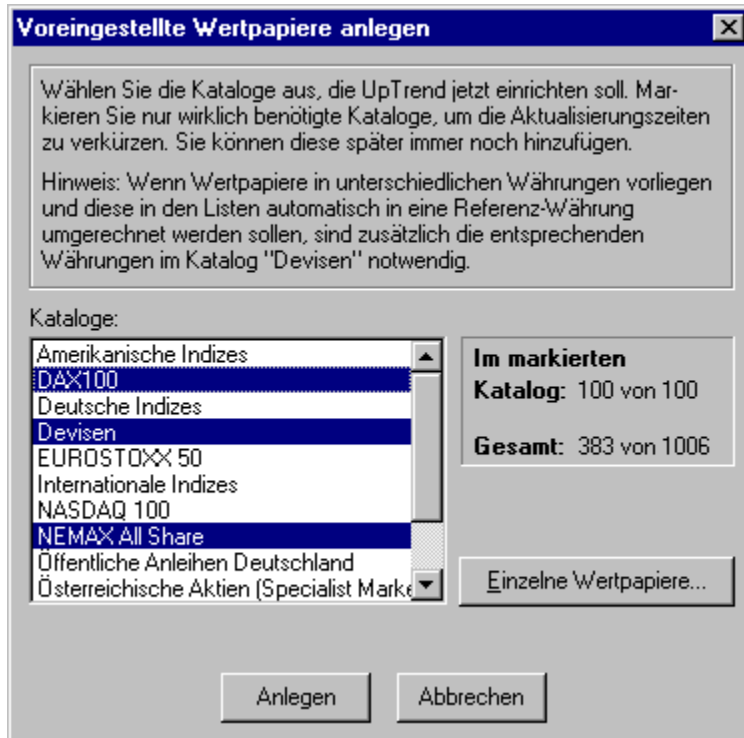 Voreingestellte Wertpapiere anlegen
Wählen Sie die Kataloge aus, die UpTrend jetzt einrichten soll. Mar-
kieren Sie nur wirklich benötigte Kataloge, um die Aktualisierungszeiten
zu verkürzen. Sie können diese später immer noch hinzufügen.
Hinweis: Wenn Wertpapiere in unterschiedlichen Währungen vorliegen
und diese in den Listen automatisch in eine Referenz-Währung
umgerechnet werden sollen, sind zusätzlich die entsprechenden
Währungen im Katalog "Devisen" notwendig.
Kataloge:
Amerikanische Indizes
DAX100
Deutsche Indizes
Devisen
EUROSTOXX 50
Internationale Indizes
NASDAQ 100
NEMAX All Share
Öffentliche Anleihen Deutschland
Österreichische Aktien (Specialist Marke
Im markierten
Katalog: 100 von 100
Gesamt: 383 von 1006
Einzelne Wertpapiere...
Anlegen
Abbrechen